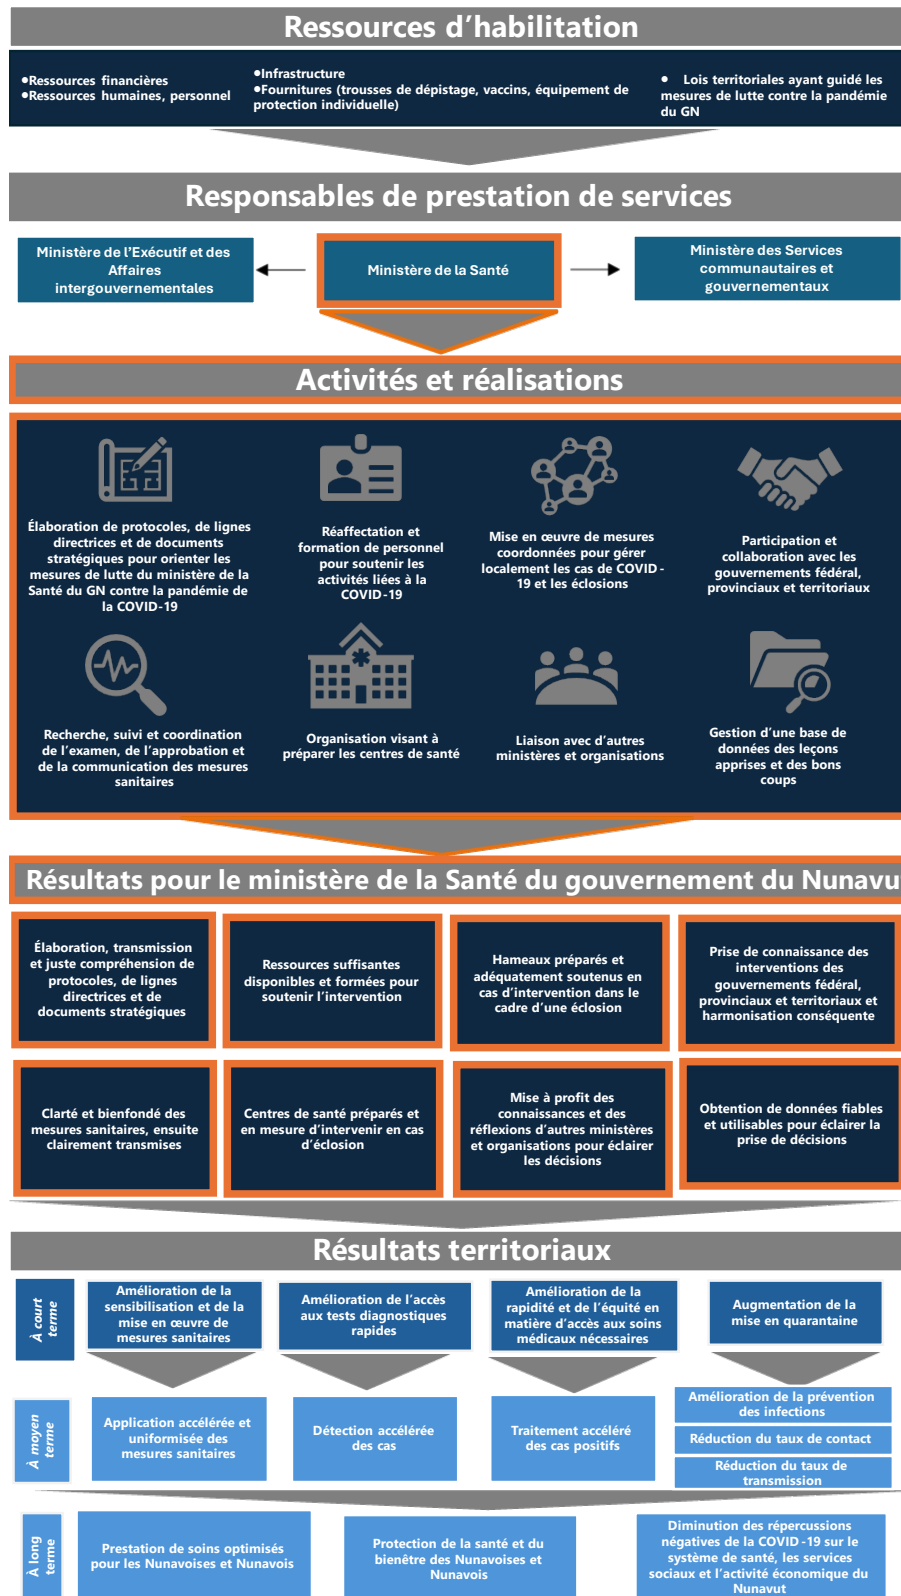 Ressources d’habilitation
•Ressources financières
•Ressources humaines, personnel
•Infrastructure
•Fournitures (trousses de dépistage, vaccins, équipement de
protection individuelle)
• Lois territoriales ayant guidé les
mesures de lutte contre la pandémie
du GN
Responsables de prestation de services
Ministère de l’Exécutif et des
Affaires
intergouvernementales
Ministère de la Santé
Ministère des Services
communautaires et
gouvernementaux
Activités et réalisations
Élaboration de protocoles, de lignes
directrices et de documents
stratégiques pour orienter les
mesures de lutte du ministère de la
Santé du GN contre la pandémie de
la COVID-19
Réaffectation et
formation de personnel
pour soutenir les
activités liées à la
COVID-19
Mise en œuvre de mesures
coordonnées pour gérer
localement les cas de COVID -
19 et les éclosions
Participation et
collaboration avec les
gouvernements fédéral,
provinciaux et territoriaux
Recherche, suivi et coordination
de l’examen, de l’approbation et
de la communication des mesures
sanitaires
Organisation visant à
préparer les centres de santé
Liaison avec d’autres
ministères et organisations
Gestion d’une base de
données des leçons
apprises et des bons
coups
Résultats pour le ministère de la Santé du gouvernement du Nunavu
Élaboration, transmission
et juste compréhension de
protocoles, de lignes
directrices et de
documents stratégiques
Ressources suffisantes
disponibles et formées pour
soutenir l’intervention
Hameaux préparés et
adéquatement soutenus en
cas d’intervention dans le
cadre d’une éclosion
Prise de connaissance des
interventions des
gouvernements fédéral,
provinciaux et territoriaux et
harmonisation conséquente
Clarté et bienfondé des
mesures sanitaires, ensuite
clairement transmises
Centres de santé préparés et
en mesure d’intervenir en cas
d’éclosion
Mise à profit des
connaissances et des
réflexions d’autres ministères
et organisations pour éclairer
les décisions
Obtention de données fiables
et utilisables pour éclairer la
prise de décisions
Résultats territoriaux
À court
terme
Amélioration de la
sensibilisation et de la
mise en œuvre de
mesures sanitaires
Amélioration de l’accès
aux tests diagnostiques
rapides
Amélioration de la
rapidité et de l’équité en
matière d’accès aux soins
médicaux nécessaires
Augmentation de la
mise en quarantaine
À moyen
terme
Application accélérée et
uniformisée des
mesures sanitaires
Détection accélérée
des cas
Traitement accéléré
des cas positifs
Amélioration de la prévention
des infections
Réduction du taux de contact
Réduction du taux de
transmission
À long
terme
Prestation de soins optimisés
pour les Nunavoises et Nunavois
Protection de la santé et du
bienêtre des Nunavoises et
Nunavois
Diminution des répercussions
négatives de la COVID -19 sur le
système de santé, les services
sociaux et l’activité économique du
Nunavut